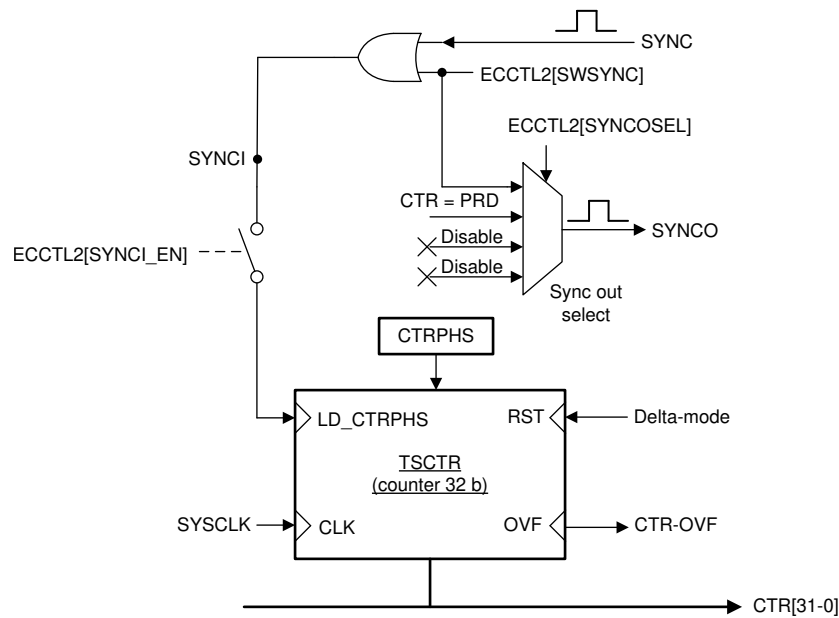 SYNC
ECCTL2[SWSYNC]
ECCTL2[SYNCOSEL]
SYNCI
CTR = PRD
Disable
SYNCO
ECCTL2[SYNCI_EN]
Disable
Sync out
select
CTRPHS
LD_CTRPHS
RST
Delta-mode
TSCTR
(counter 32 b)
SYSCLK
CLK
OVF
CTR-OVF
CTR[31-0]